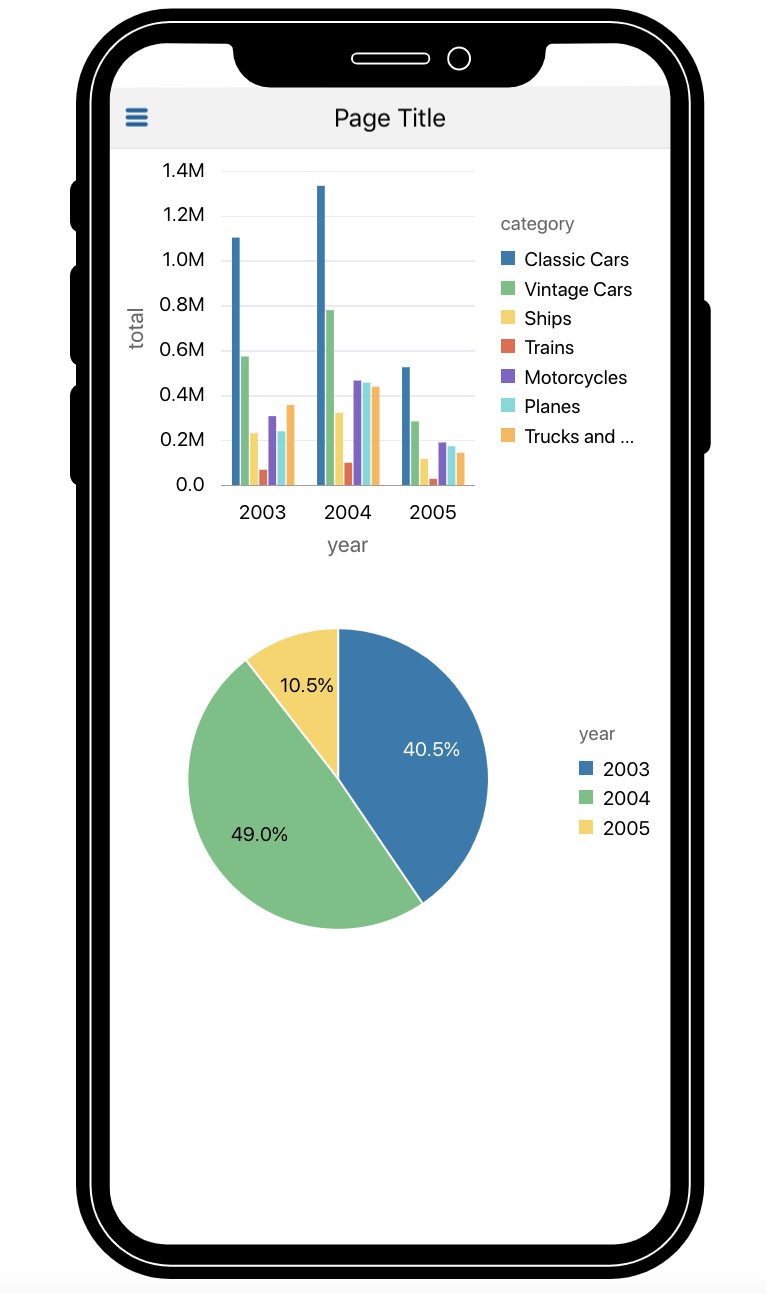 Page Title
1.4M
1.2M
1.0M
0.8M
0.6M
0.4M
0.2M
0.0
total
2003 2004 2005
year
category
Classic Cars
Vintage Cars
Ships
Trains
Motorcycles
Planes
Trucks and ...
10.5%
40.5%
49.0%
year
2003
2004
2005